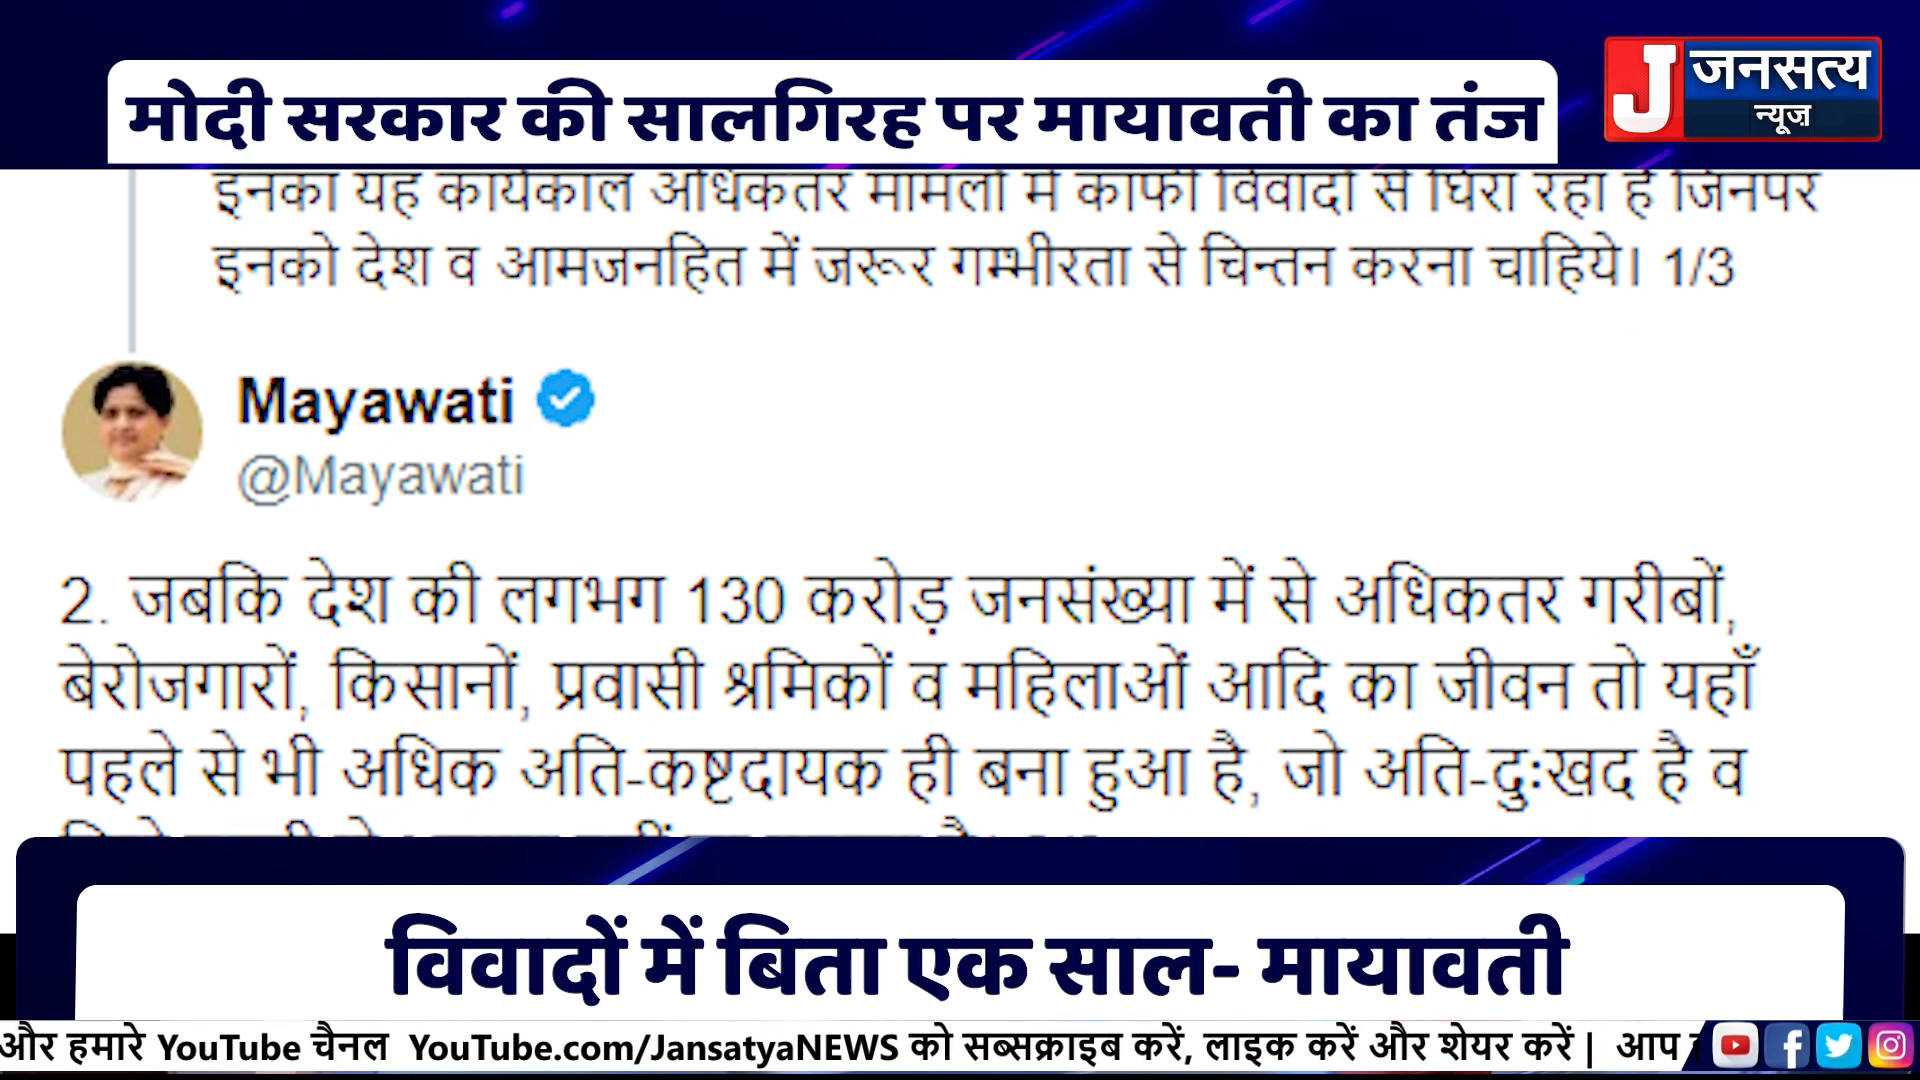 मोदी सरकार की सालगिरह पर मायावती का तंज
J जनसत्य
न्यूज़
इनका यह कार्यकाल अधिकतर मामलों में काफी विवादों से घिरा रहा है जिनपर
इनको देश व आमजनहित में जरूर गम्भीरता से चिन्तन करना चाहिये। 1/3
Mayawati
@Mayawati
2. जबकि देश की लगभग 130 करोड़ जनसंख्या में से अधिकतर गरीबों,
बेरोजगारों, किसानों, प्रवासी श्रमिकों व महिलाओं आदि का जीवन तो यहाँ
पहले से भी अधिक अति-कष्टदायक ही बना हुआ है, जो अति-दुःखद है व
विवादों में बिता एक साल- मायावती
और हमारे YouTube चैनल YouTube.com/JansatyaNEWS को सब्सक्राइब करें, लाइक करें और शेयर करें | आप